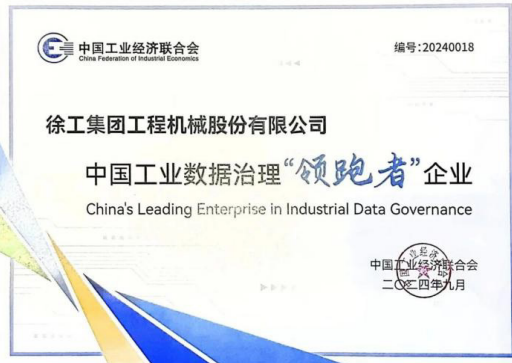 中国工业经济联合会
China Federation of Industrial Economics
编号:20240018
徐工集团工程机械股份有限公司
中国工业数据治理“领跑者”企业
China's Leading Enterprise in Industrial Data Governance
中国工业经济联合会
二〇二四年九月